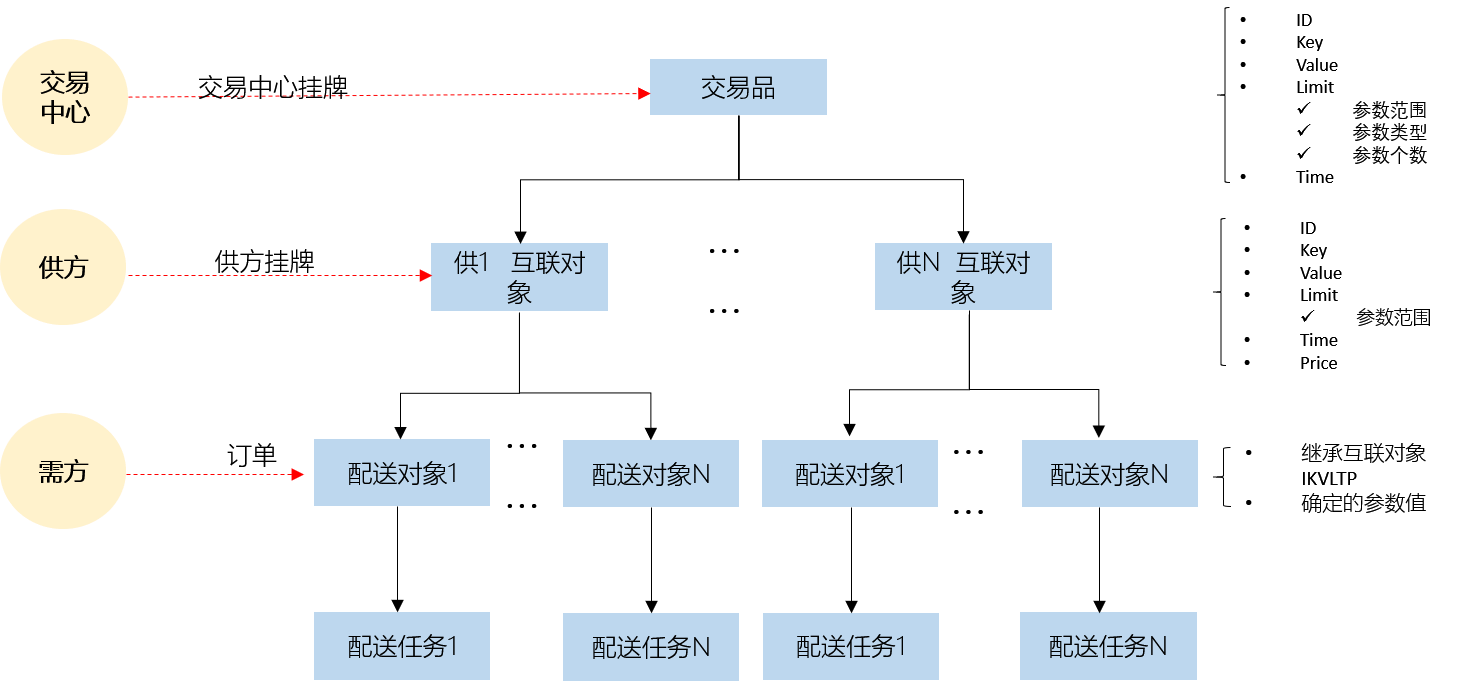 交易
中心
交易中心挂牌
交易品
• ID
• Key
• Value
• Limit
✓ 参数范围
✓ 参数类型
✓ 参数个数
• Time
供方
供方挂牌
供1 互联对
象
...
...
供N 互联对
象
• ID
• Key
• Value
• Limit
✓ 参数范围
• Time
• Price
需方
订单
配送对象1
...
...
配送对象N
配送对象1
...
...
配送对象N
• 继承互联对象
IKVLTP
• 确定的参数值
配送任务1
配送任务N
配送任务1
配送任务N